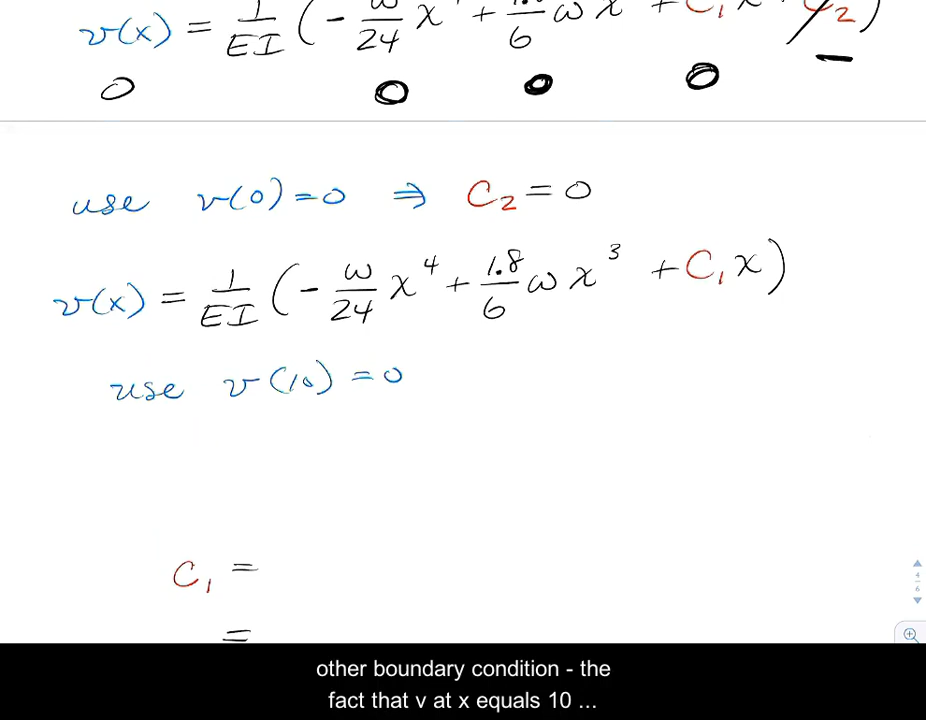 v(x) = 1/EI (- ω/24 x + 1.8/6 ω x + C₁x C₂)
0 0 0 0
use v(0)=0 ⇒ C₂ = 0
v(x) = 1/EI (- ω/24 x⁴ + 1.8/6 ω x³ + C₁x)
use v(10) = 0
C₁ =
=
4
6
other boundary condition - the
fact that v at x equals 10 ...